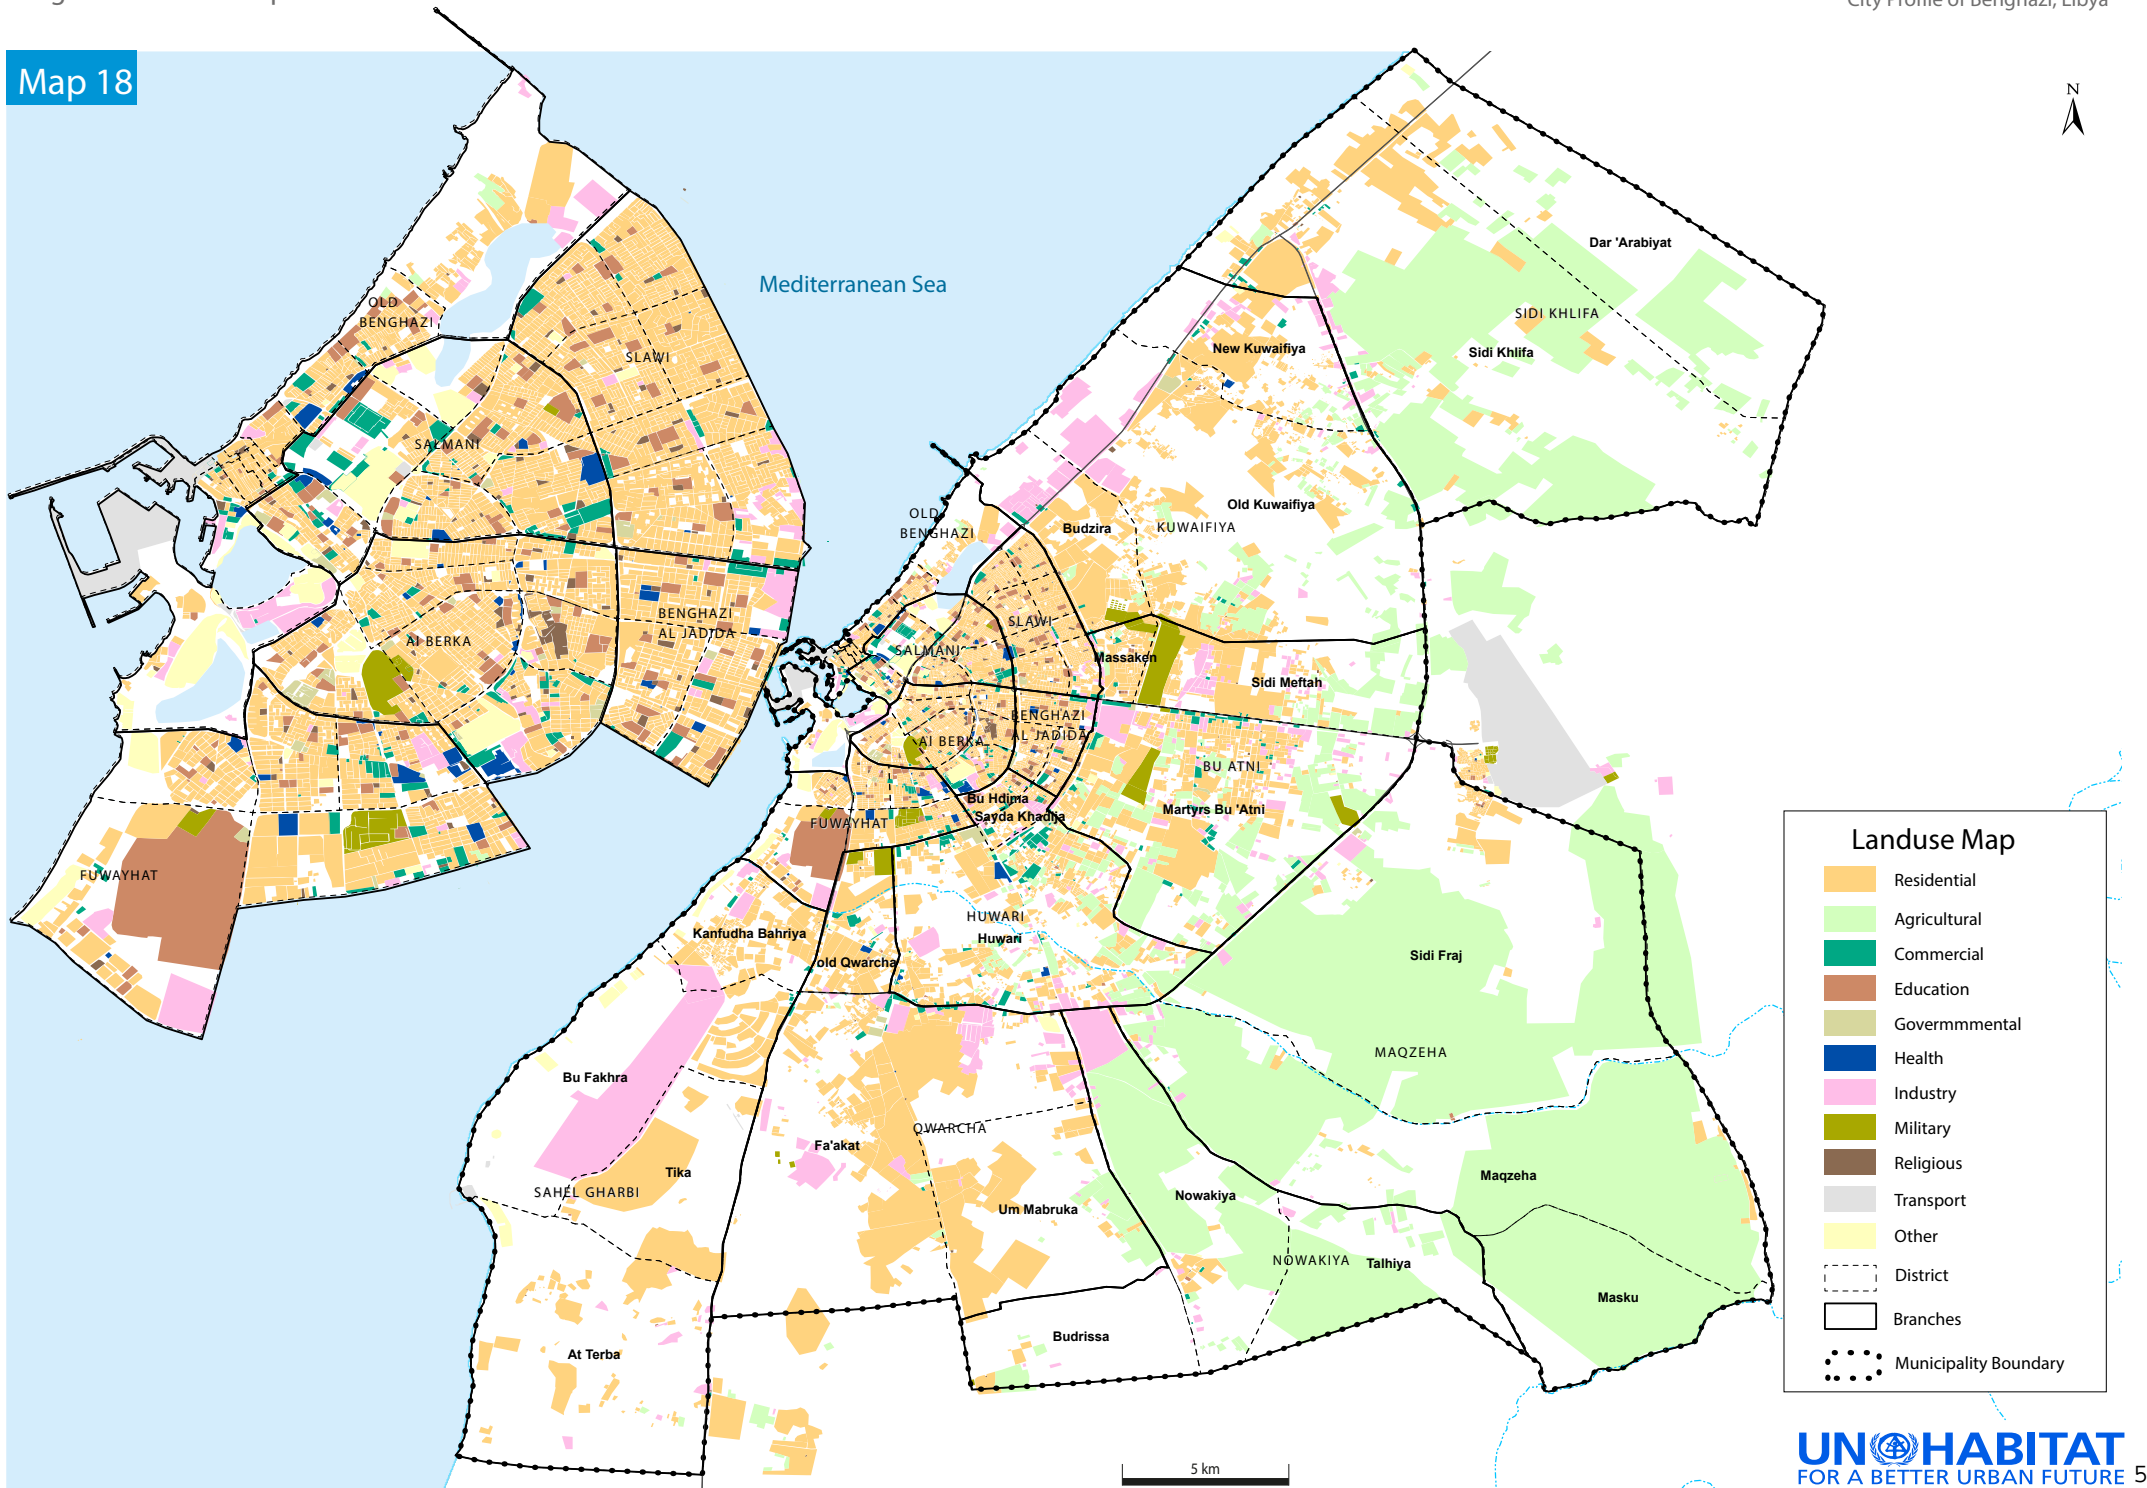 City Profile of Benghazi, Libya
Map 18
N
Mediterranean Sea
OLD
BENGHAZI
SLAWI
SALMANI
BENGHAZI
AL JADIDA
Al BERKA
FUWAYHAT
Dar 'Arabiyat
SIDI KHLIFA
Sidi Khlifa
New Kuwaifiya
Old Kuwaifiya
KUWAIFIYA
Budzira
OLD
BENGHAZI
SLAWI
SALMANI
Massaken
Sidi Meftah
BENGHAZI
AL JADIDA
Al BERKA
BU ATNI
Bu Hdima
Sayda Khadija
Martyrs Bu 'Atni
FUWAYHAT
HUWARI
Huwari
Kanfudha Bahriya
old Qwarcha
Sidi Fraj
MAQZEHA
Bu Fakhra
QWARCHA
Fa'akat
Tika
SAHEL GHARBI
Um Mabruka
Nowakiya
Maqzeha
NOWAKIYA
Talhiya
Masku
Budrissa
At Terba
Landuse Map
Residential
Agricultural
Commercial
Education
Govermmmental
Health
Industry
Military
Religious
Transport
Other
District
Branches
Municipality Boundary
5 km
UN HABITAT
FOR A BETTER URBAN FUTURE
5